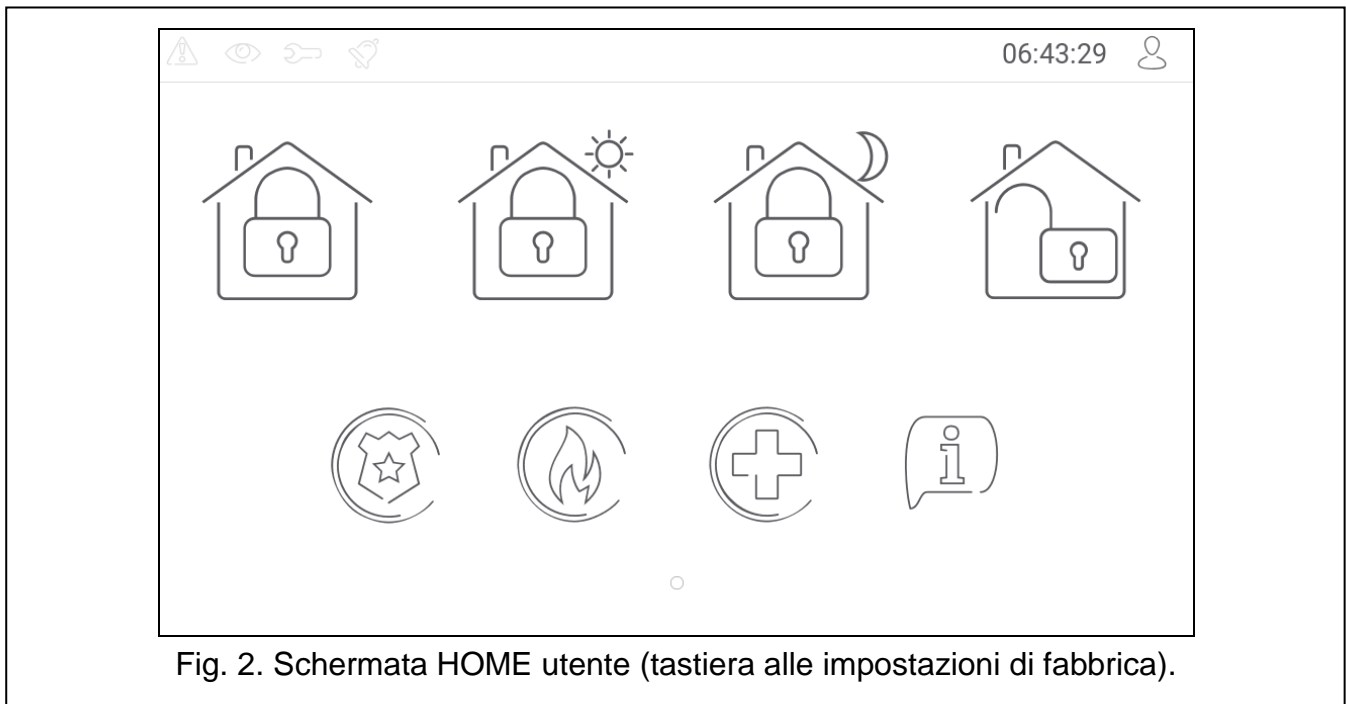 06:43:29
Fig. 2. Schermata HOME utente (tastiera alle impostazioni di fabbrica).